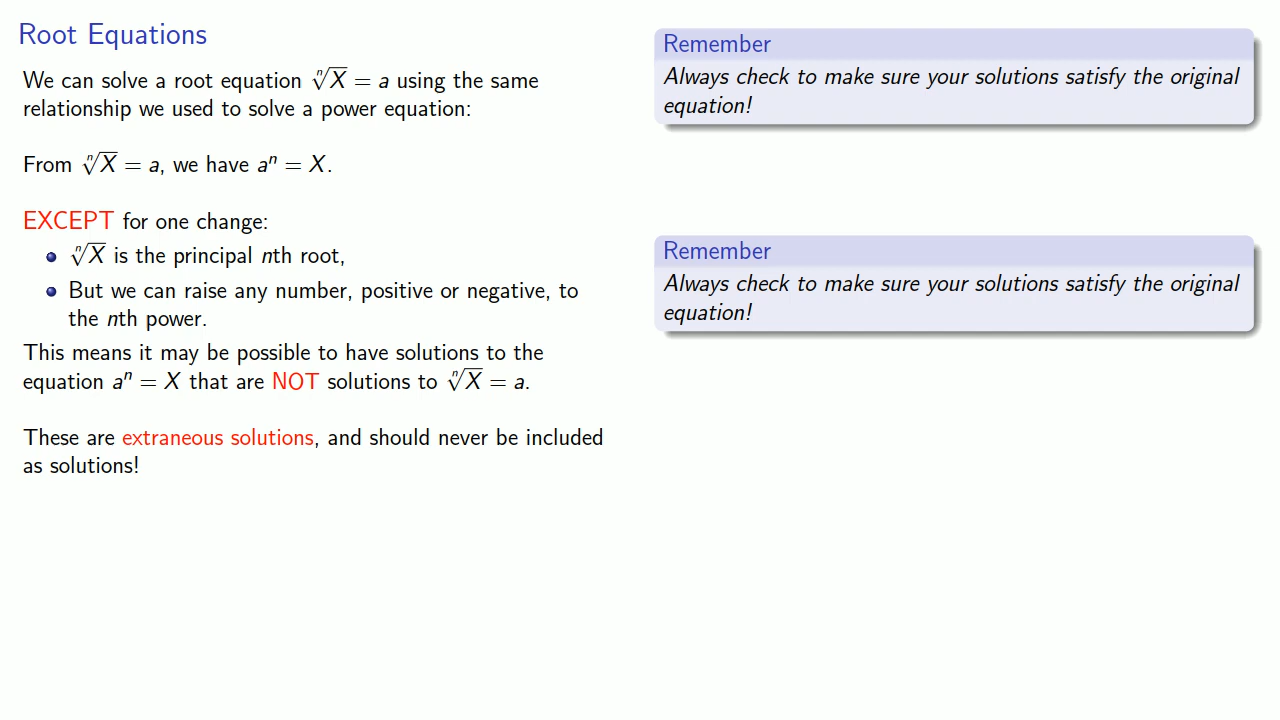 Root Equations
We can solve a root equation ⁿ√X = a using the same
relationship we used to solve a power equation:
From ⁿ√X = a, we have aⁿ = X.
EXCEPT for one change:
ⁿ√X is the principal nth root,
But we can raise any number, positive or negative, to
the nth power.
This means it may be possible to have solutions to the
equation aⁿ = X that are NOT solutions to ⁿ√X = a.
These are extraneous solutions, and should never be included
as solutions!
Remember
Always check to make sure your solutions satisfy the original
equation!
Remember
Always check to make sure your solutions satisfy the original
equation!